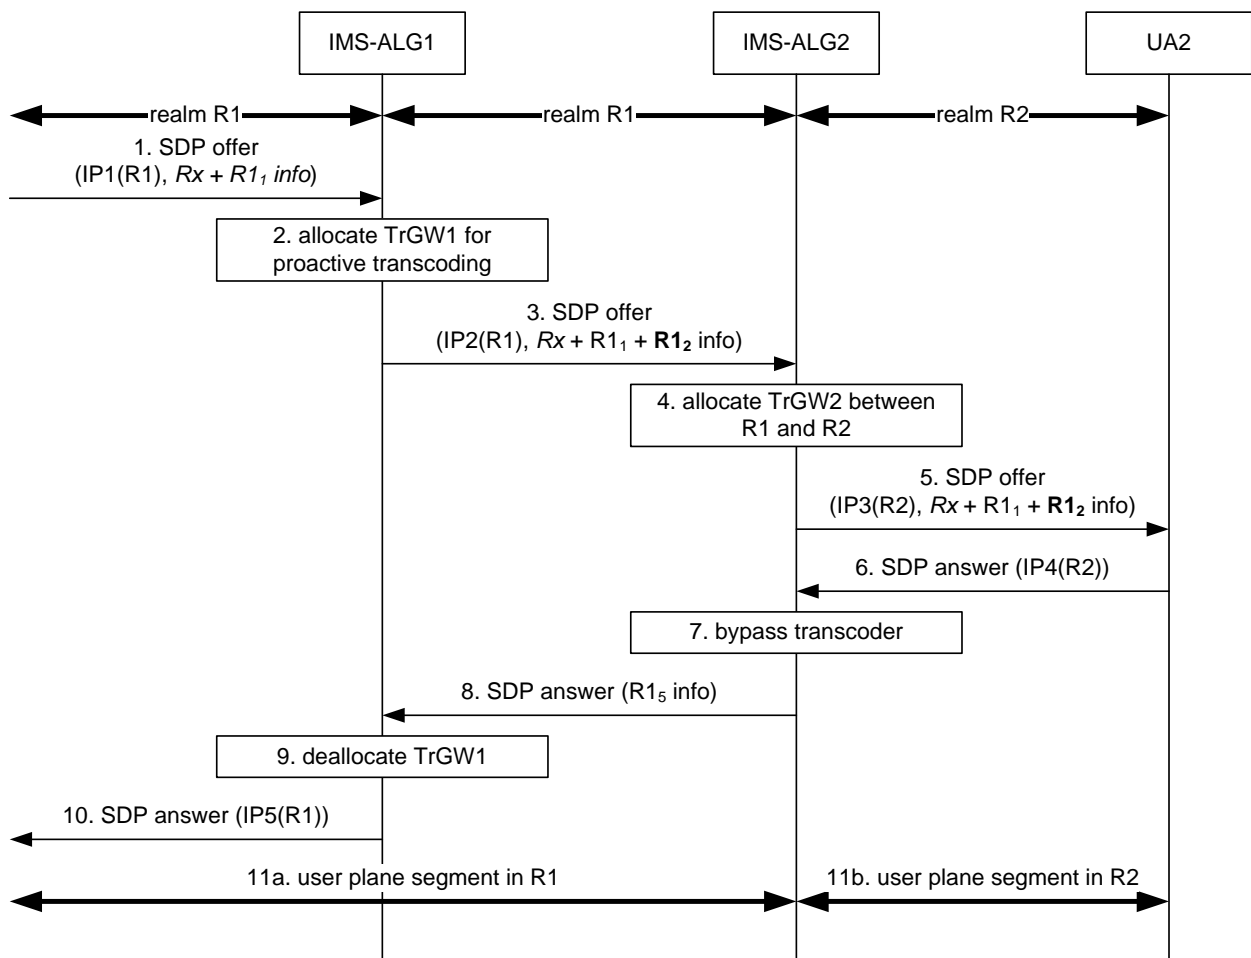 IMS-ALG1
IMS-ALG2
UA2
realm R1
realm R1
realm R2
1. SDP offer
(IP1(R1), Rx + R1₁ info)
2. allocate TrGW1 for
proactive transcoding
3. SDP offer
(IP2(R1), Rx + R1₁ + R1₂ info)
4. allocate TrGW2 between
R1 and R2
5. SDP offer
(IP3(R2), Rx + R1₁ + R1₂ info)
6. SDP answer (IP4(R2))
7. bypass transcoder
8. SDP answer (R1₅ info)
9. deallocate TrGW1
10. SDP answer (IP5(R1))
11a. user plane segment in R1
11b. user plane segment in R2